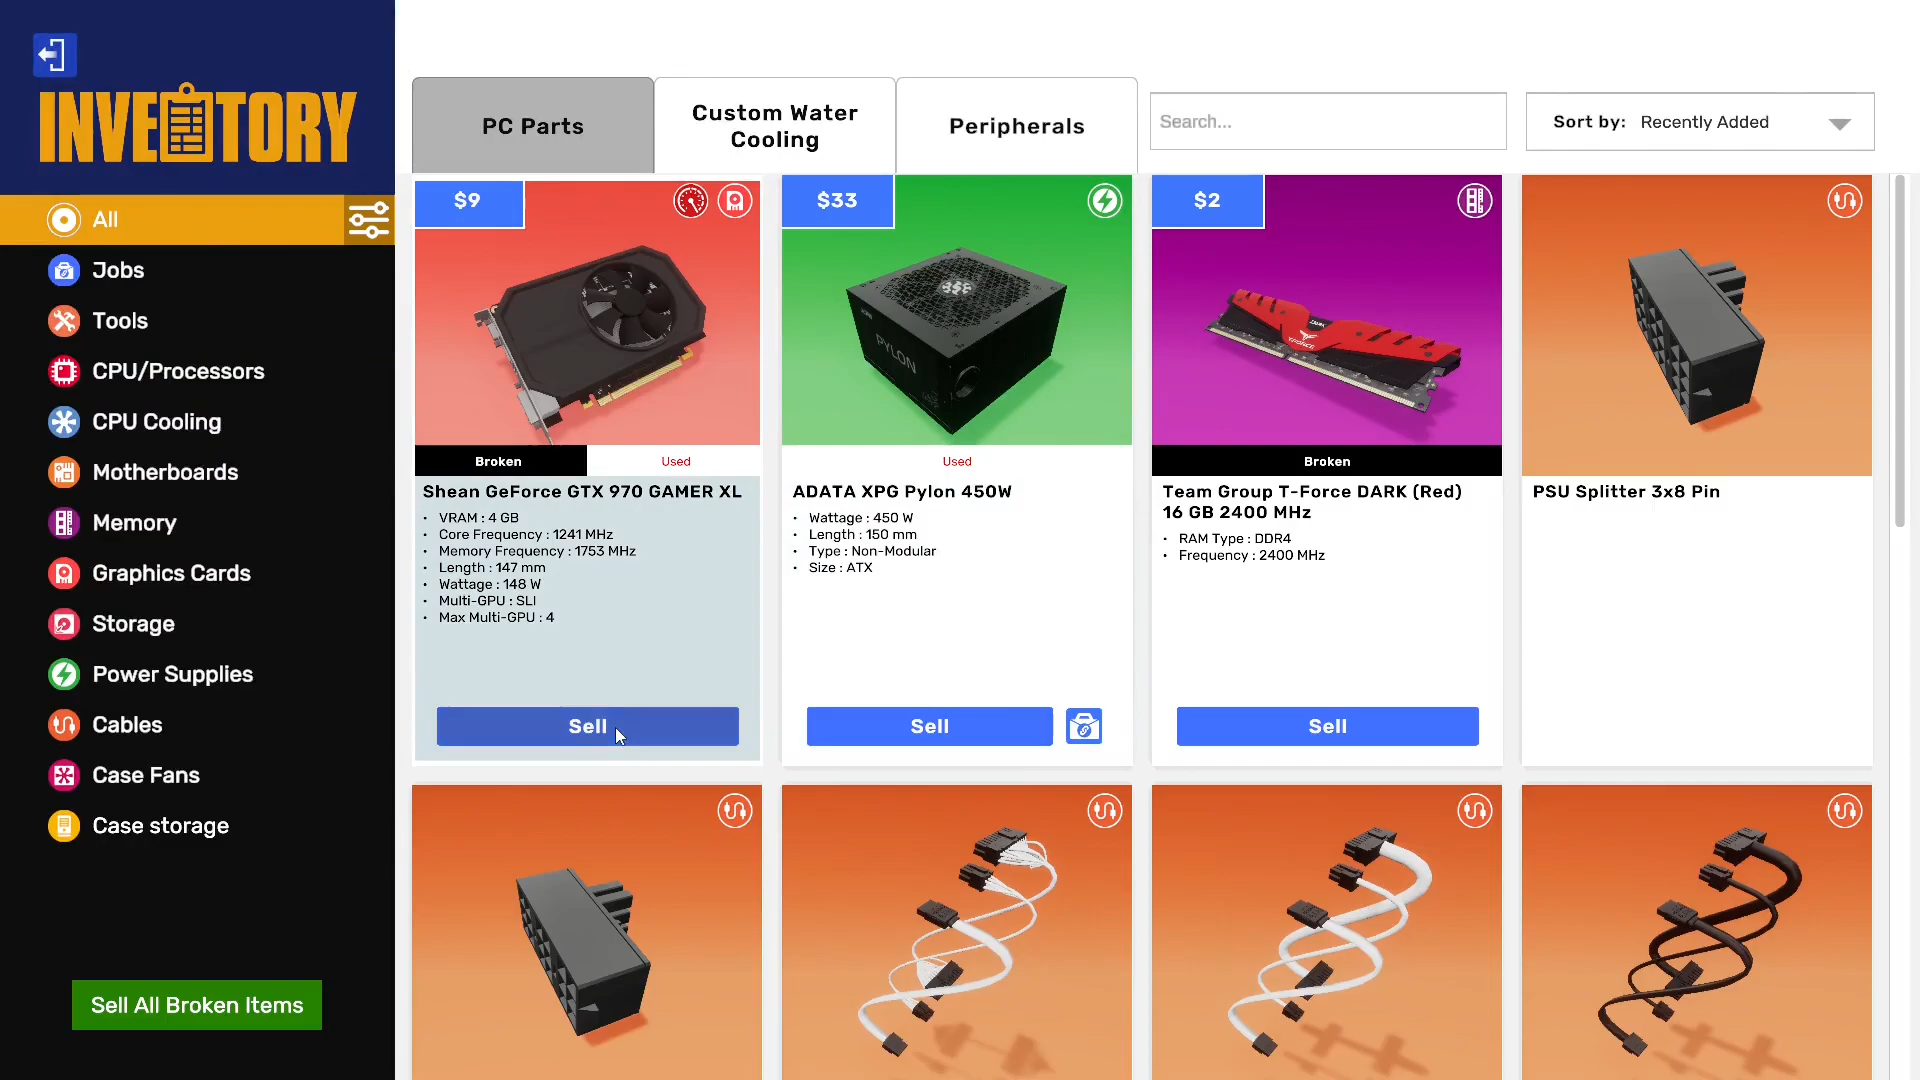 INVENTORY
PC Parts
Custom Water
Cooling
Peripherals
Search...
Sort by: Recently Added
All
Jobs
Tools
CPU/Processors
CPU Cooling
Motherboards
Memory
Graphics Cards
Storage
Power Supplies
Cables
Case Fans
Case storage
Sell All Broken Items
$9
Broken
Used
Shean GeForce GTX 970 GAMER XL
• VRAM : 4 GB
• Core Frequency : 1241 MHz
• Memory Frequency : 1753 MHz
• Length : 147 mm
• Wattage : 148 W
• Multi-GPU : SLI
• Max Multi-GPU : 4
Sell
$33
PYLON
Used
ADATA XPG Pylon 450W
• Wattage : 450 W
• Length : 150 mm
• Type : Non-Modular
• Size : ATX
Sell
$2
Broken
Team Group T-Force DARK (Red)
16 GB 2400 MHz
• RAM Type : DDR4
• Frequency : 2400 MHz
Sell
PSU Splitter 3x8 Pin